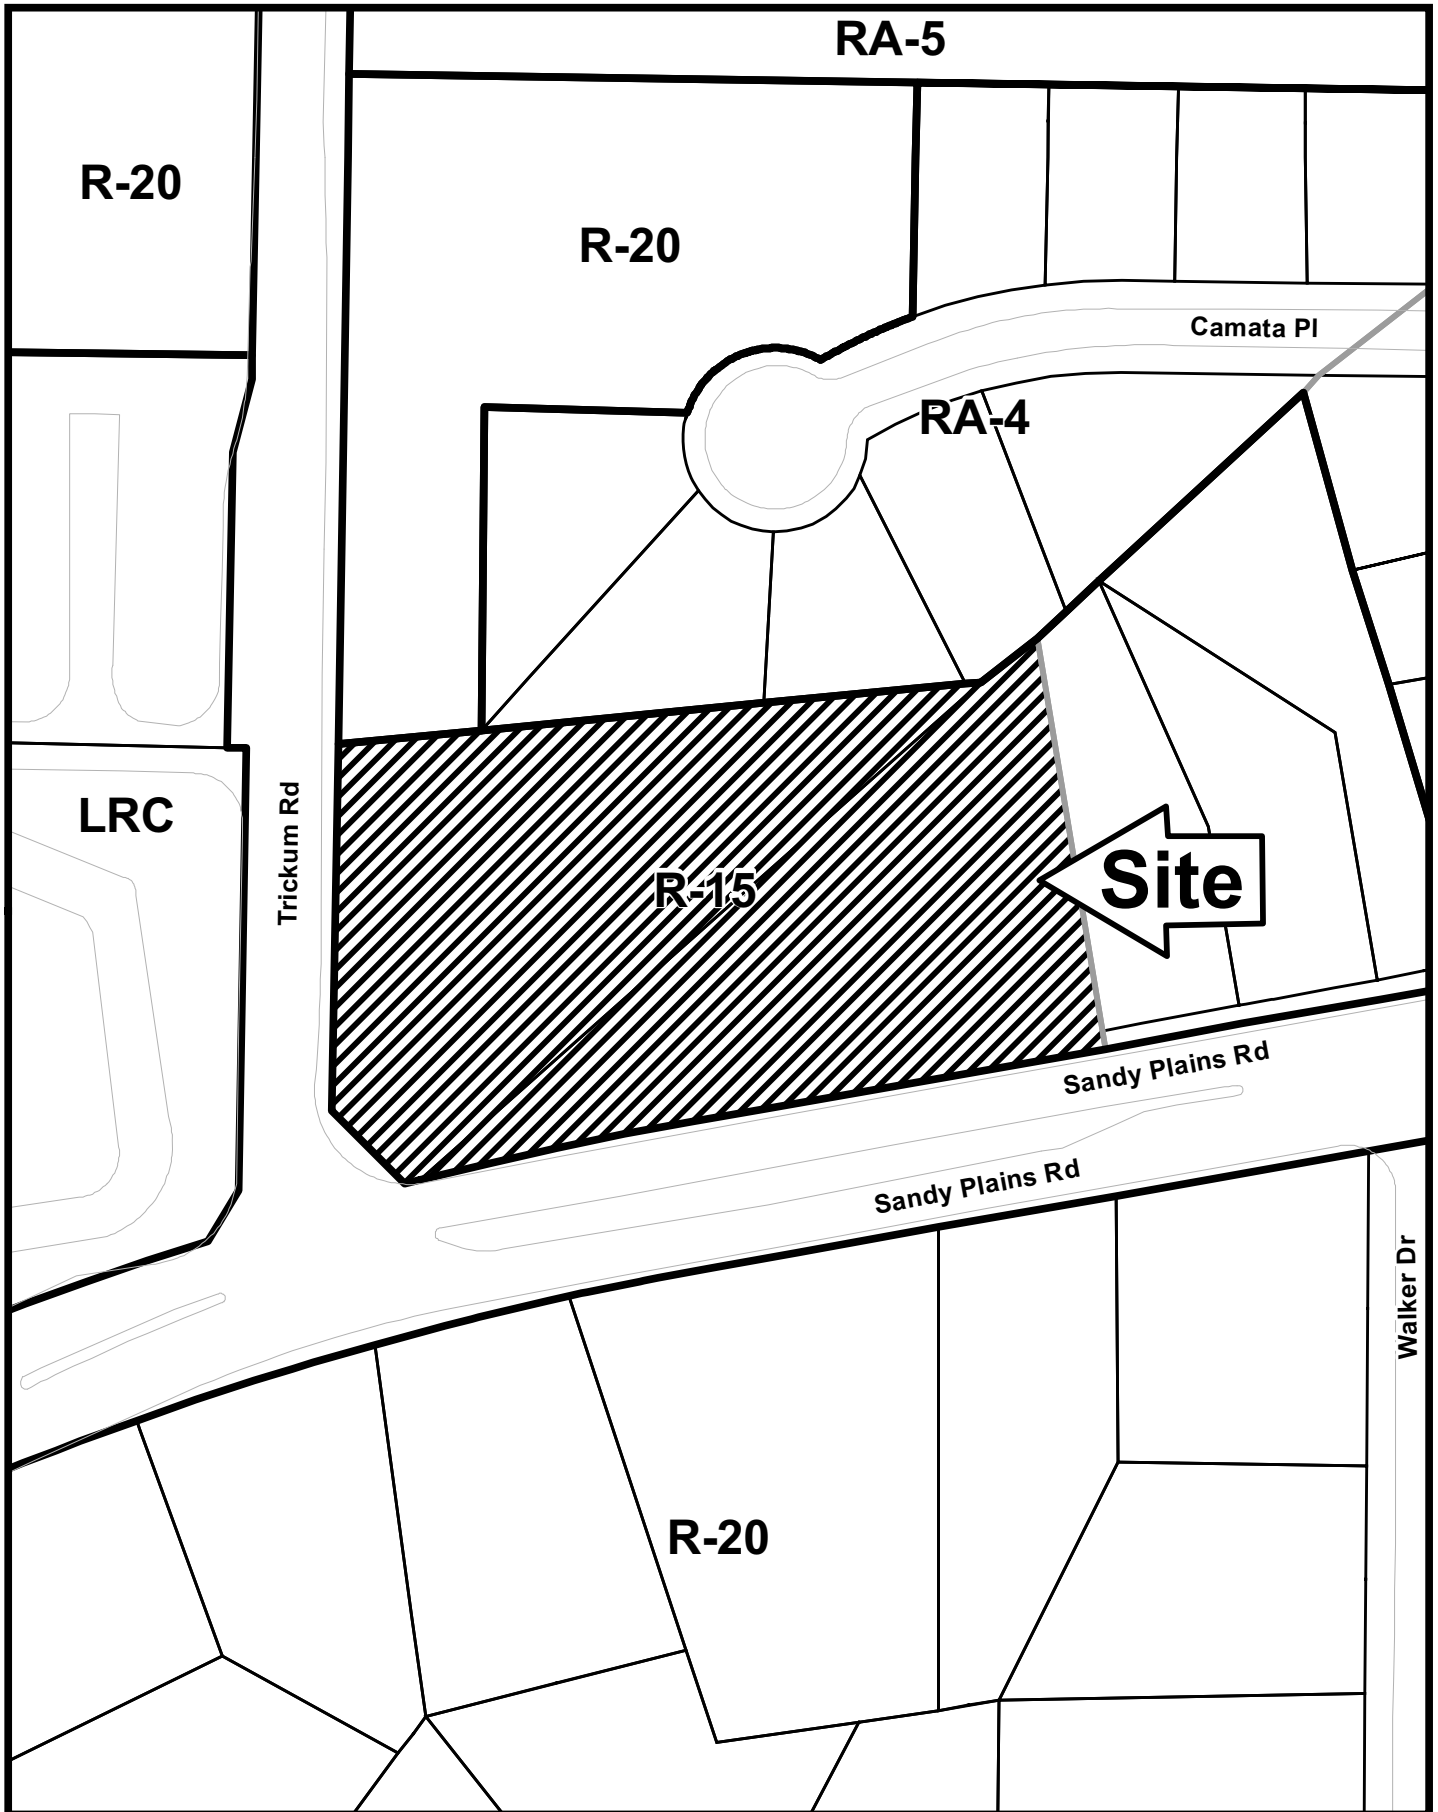 RA-5
R-20
R-20
Camata Pl
RA-4
LRC
Trickum Rd
R-15
Site
Sandy Plains Rd
Sandy Plains Rd
Walker Dr
R-20